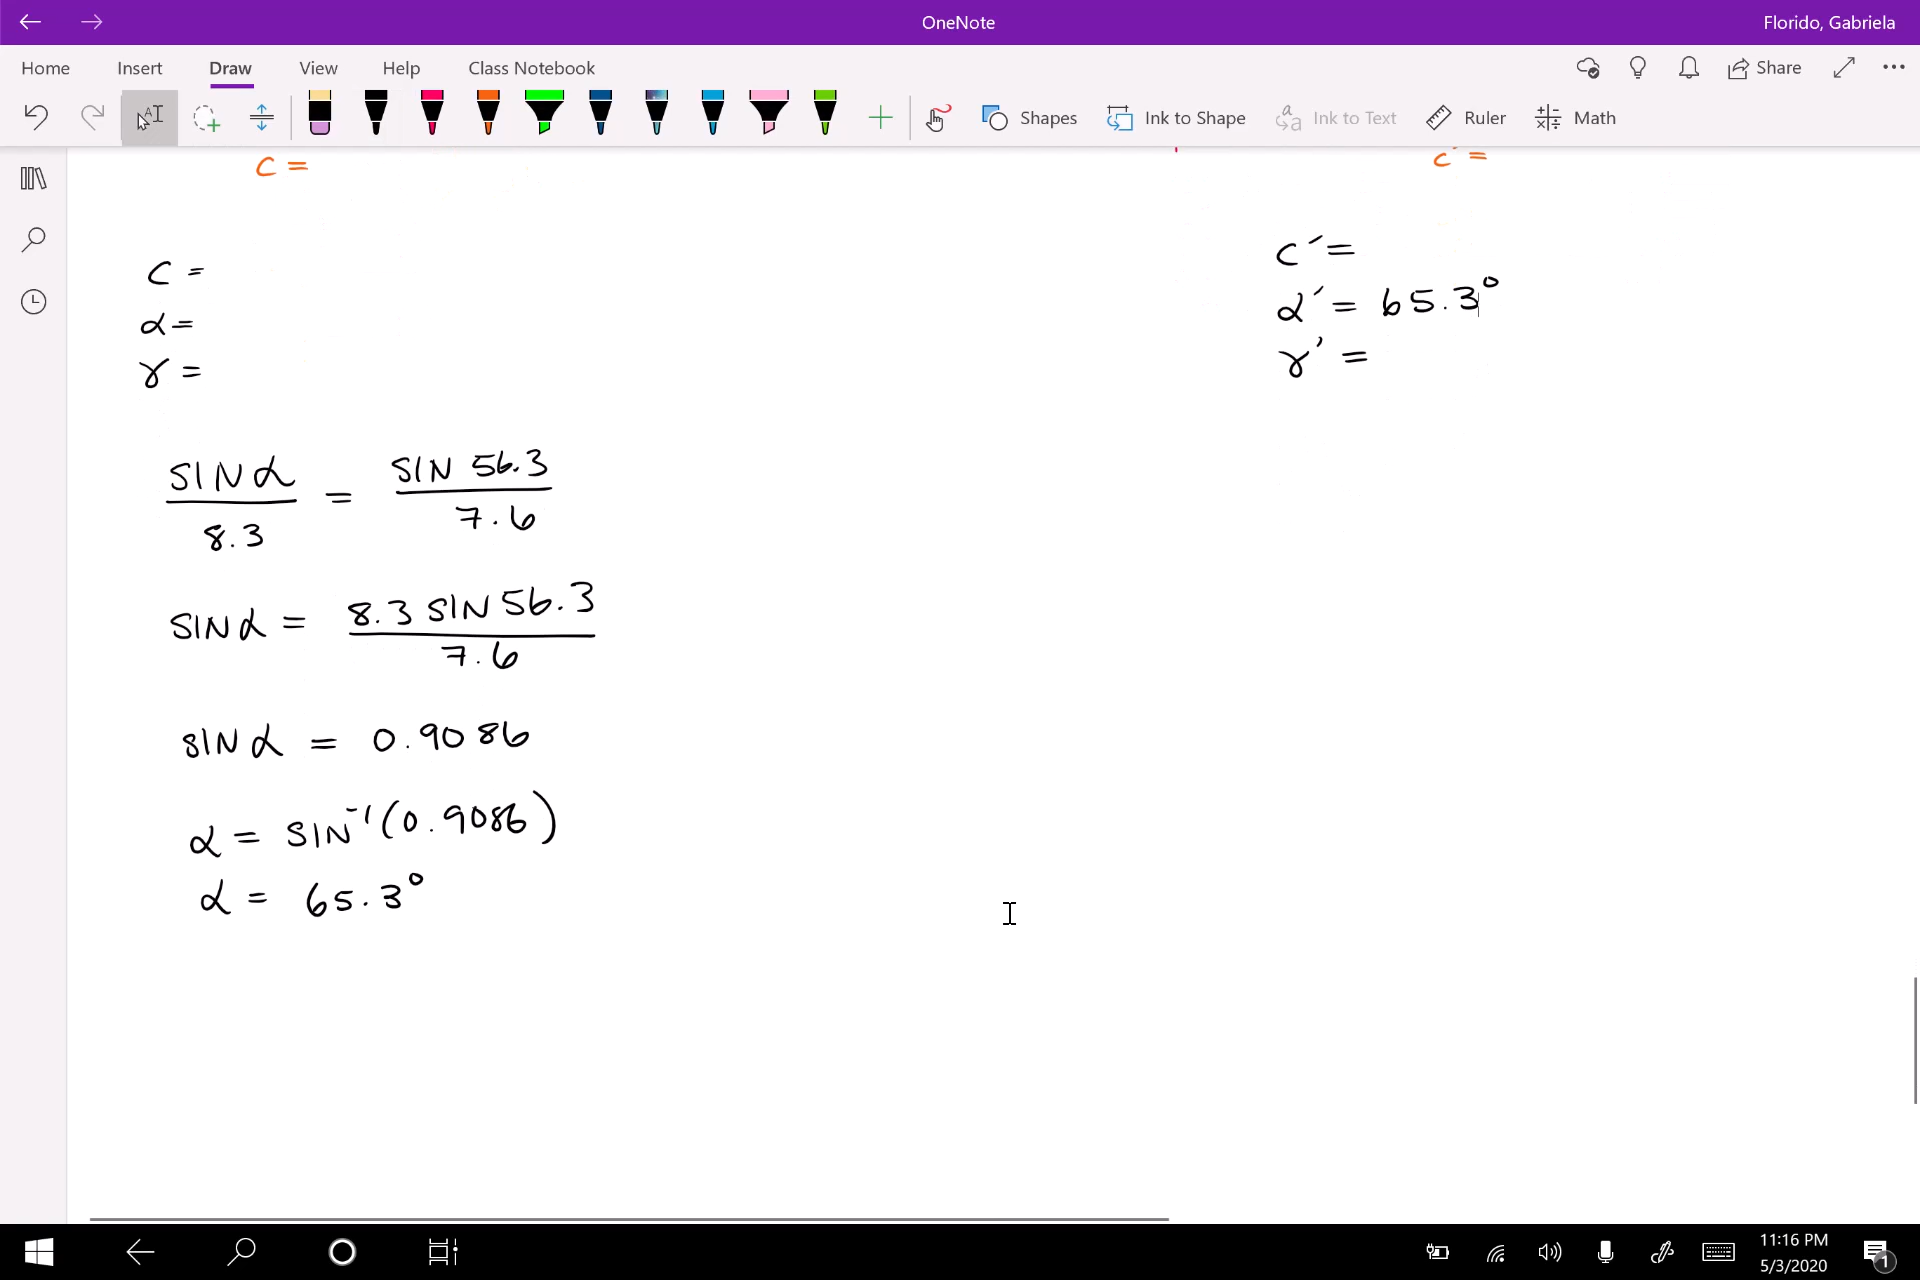 OneNote
Florido, Gabriela
Home Insert Draw View Help Class Notebook
Share
Shapes Ink to Shape Ink to Text Ruler Math
c =
c´ =
c =
α =
γ =
c´ =
α´ = 65.3°
γ´ =
SIN α / 8.3 = SIN 56.3 / 7.6
SIN α = 8.3 SIN 56.3 / 7.6
SIN α = 0.9086
α = SIN⁻¹(0.9086)
α = 65.3°
11:16 PM
5/3/2020
1